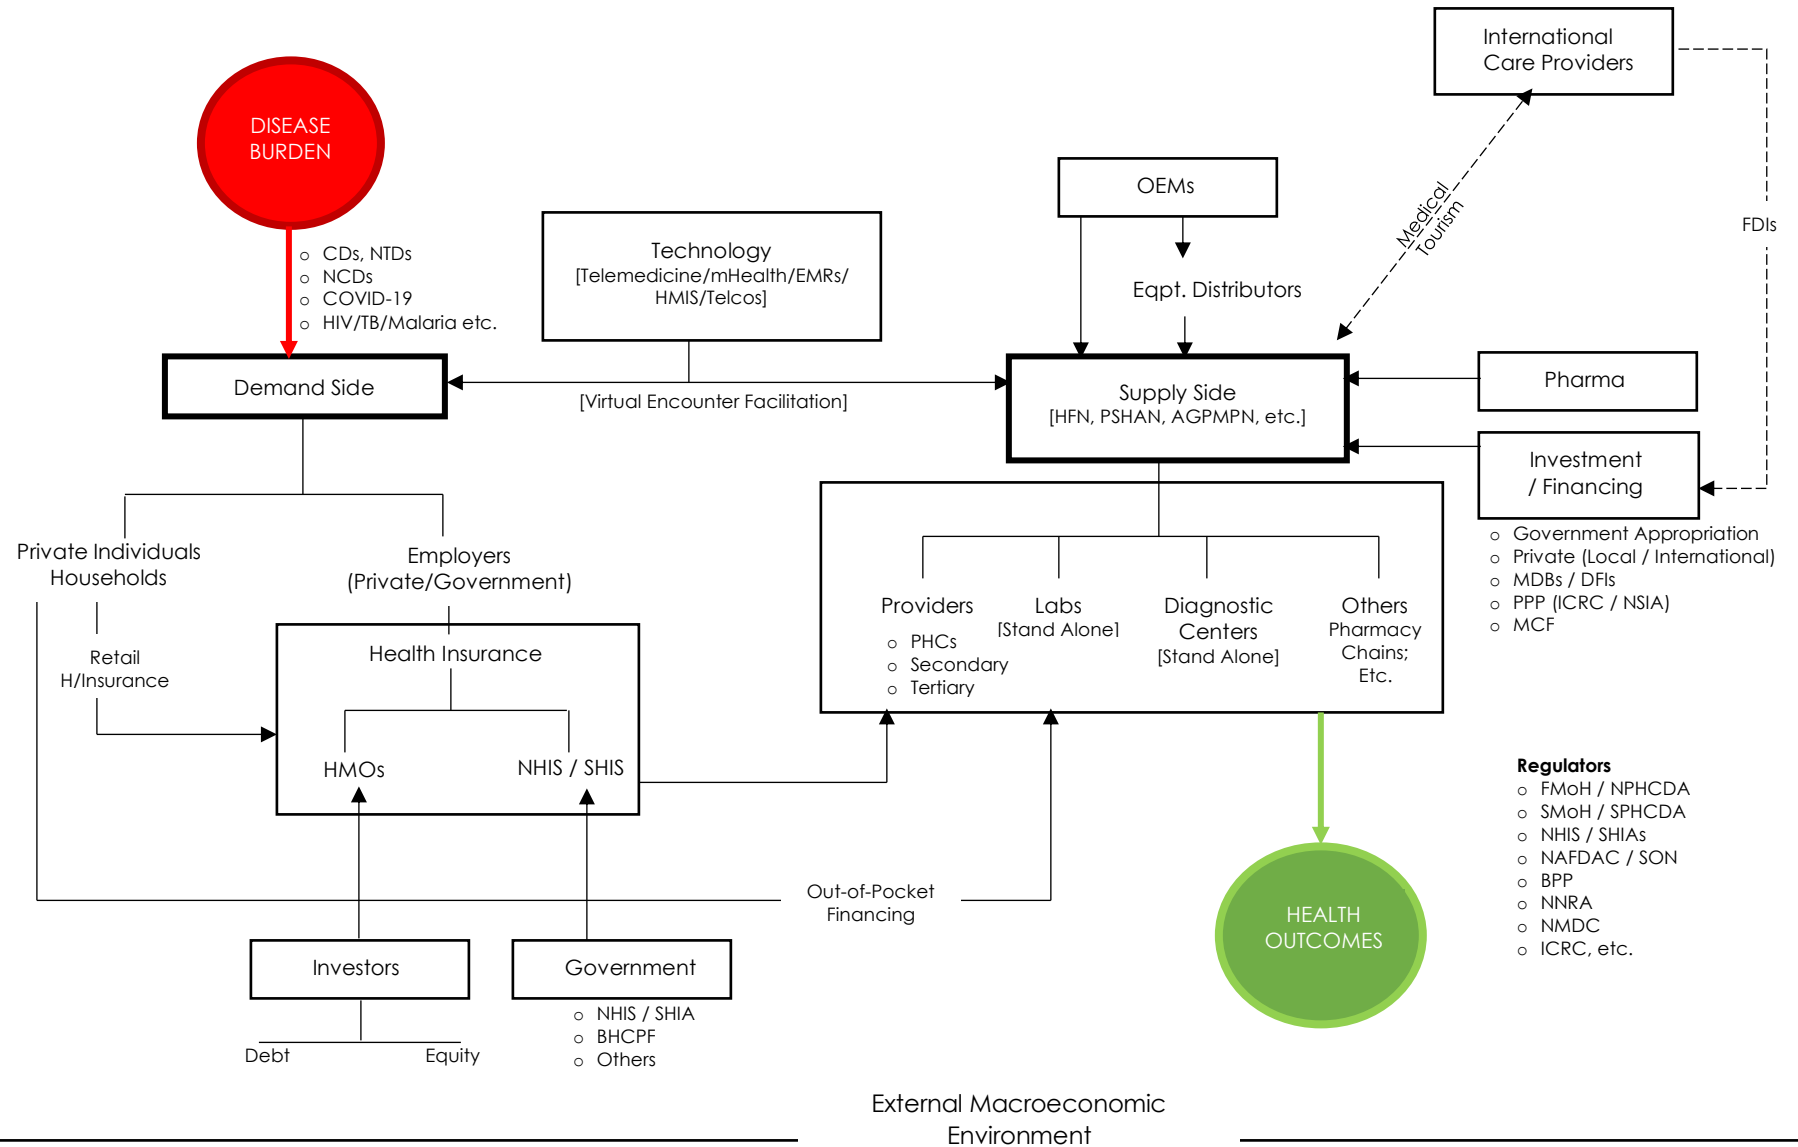 International
Care Providers
DISEASE
BURDEN
OEMs
Medical
Tourism
FDIs
Technology
[Telemedicine/mHealth/EMRs/
HMIS/Telcos]
CDs, NTDs
NCDs
COVID-19
HIV/TB/Malaria etc.
Eqpt. Distributors
Demand Side
[Virtual Encounter Facilitation]
Supply Side
[HFN, PSHAN, AGPMPN, etc.]
Pharma
Investment
/ Financing
Government Appropriation
Private (Local / International)
MDBs / DFIs
PPP (ICRC / NSIA)
MCF
Private Individuals
Households
Employers
(Private/Government)
Retail
H/Insurance
Health Insurance
HMOs
NHIS / SHIS
Providers
PHCs
Secondary
Tertiary
Labs
[Stand Alone]
Diagnostic
Centers
[Stand Alone]
Others
Pharmacy
Chains;
Etc.
Regulators
FMoH / NPHCDA
SMoH / SPHCDA
NHIS / SHIAs
NAFDAC / SON
BPP
NNRA
NMDC
ICRC, etc.
Out-of-Pocket
Financing
HEALTH
OUTCOMES
Investors
Debt
Equity
Government
NHIS / SHIA
BHCPF
Others
External Macroeconomic
Environment